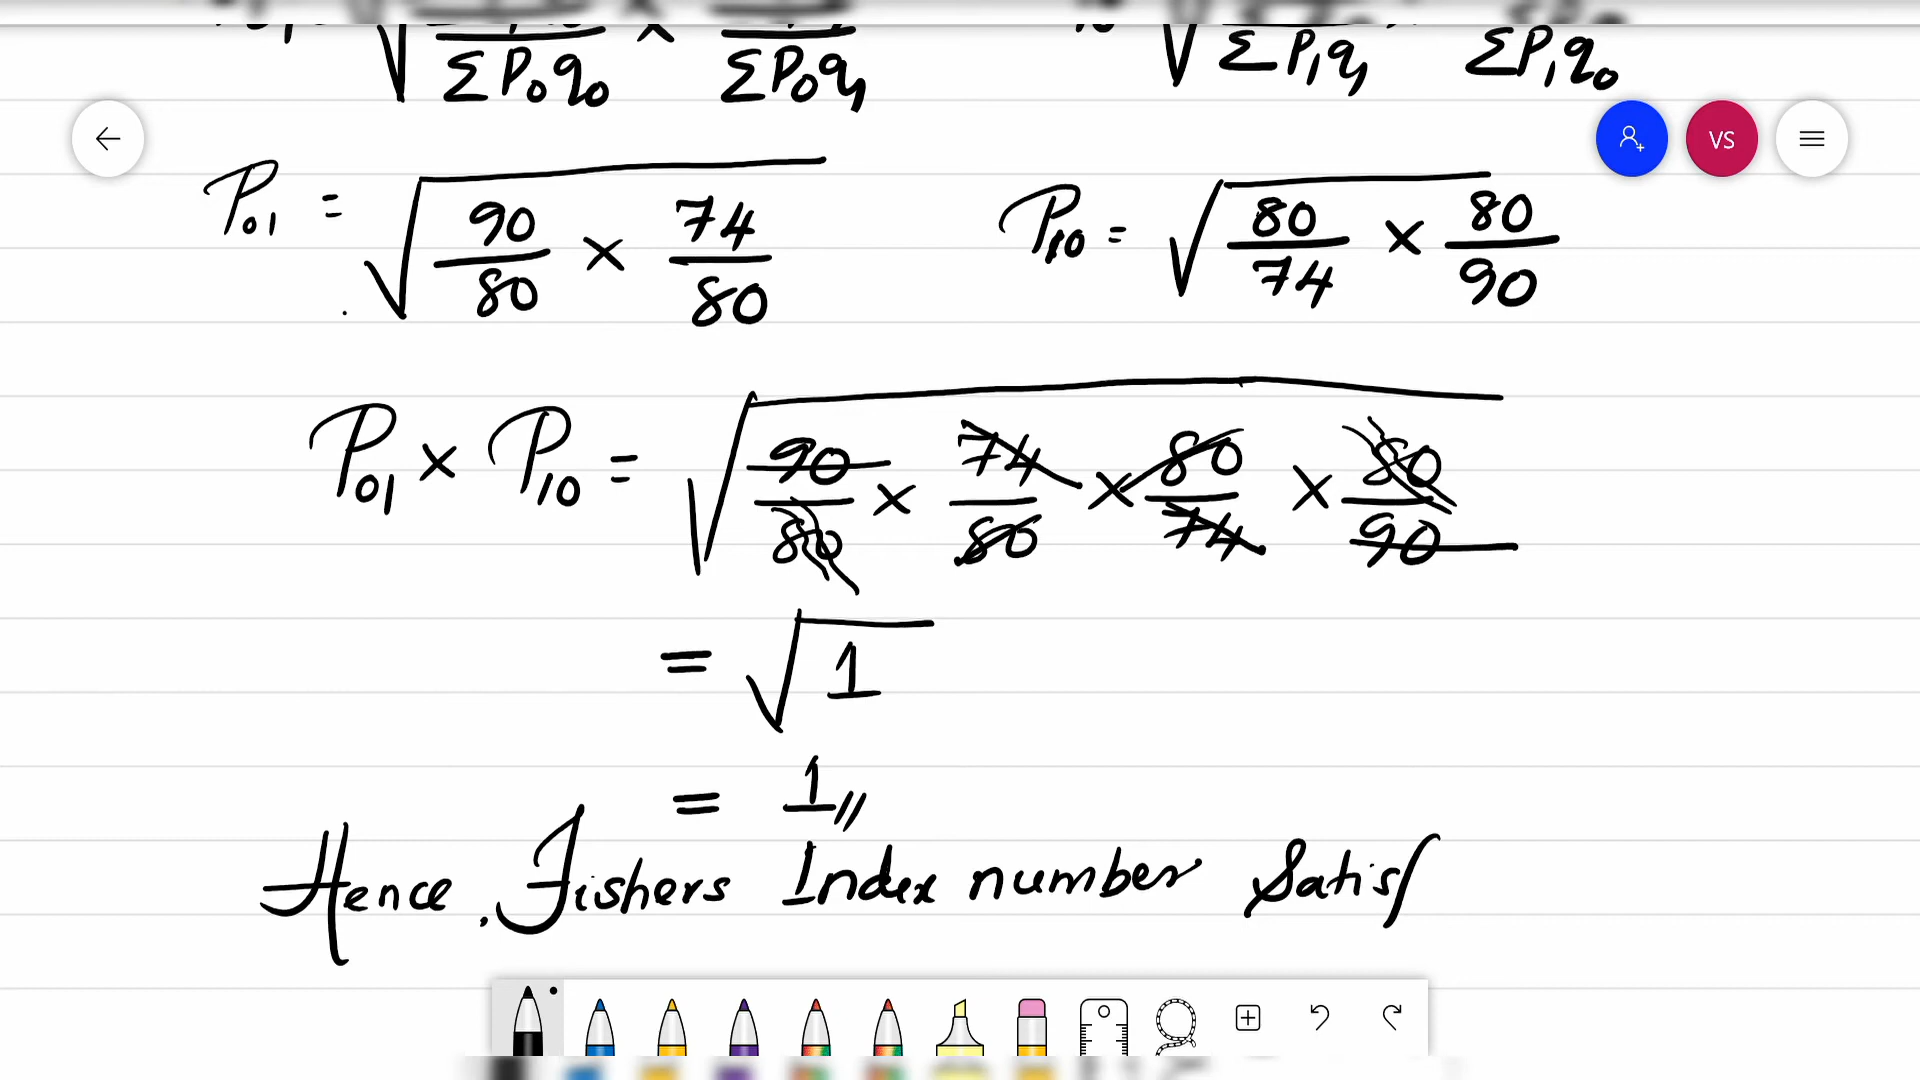 ΣP₀q₀ ΣP₀q₁ ΣP₁q₁ ΣP₁q₀
VS
P₀₁ = √(90/80 × 74/80) P₁₀ = √(80/74 × 80/90)
P₀₁ × P₁₀ = √(90/80 × 74/80 × 80/74 × 80/90)
= √1
= 1
Hence, Fishers Index number Satisf